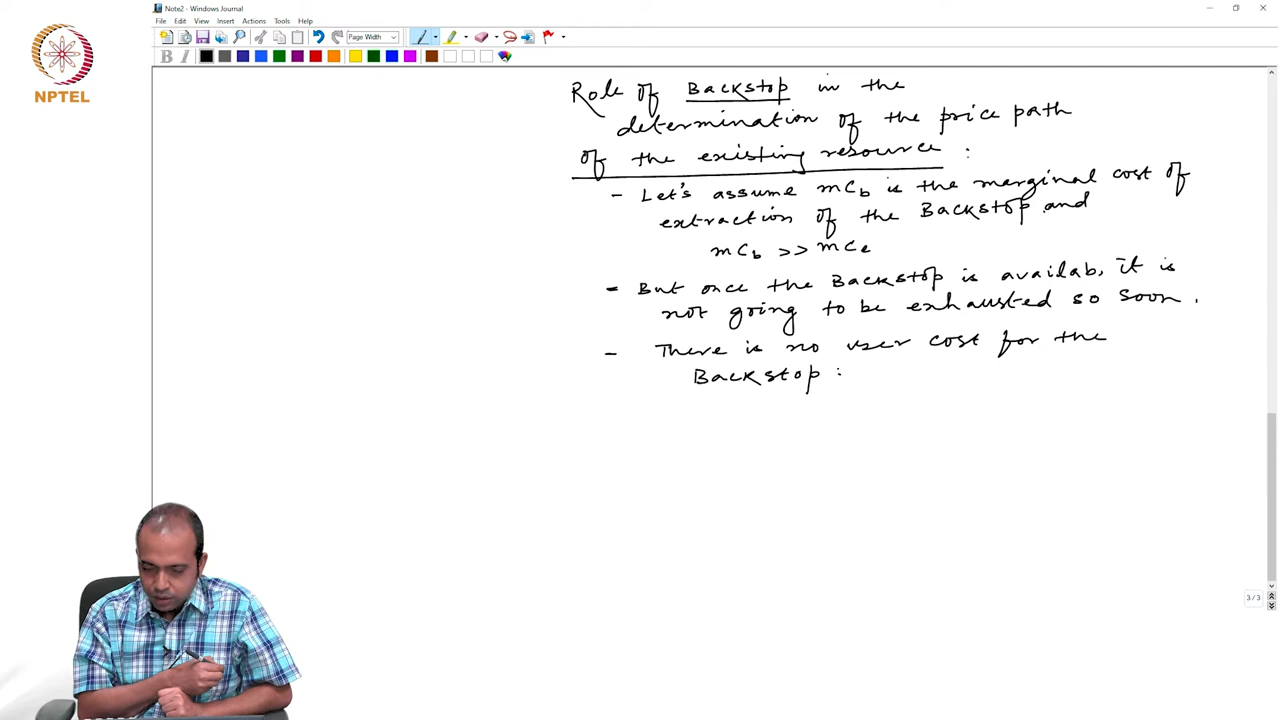 Note2 - Windows Journal
File Edit View Insert Actions Tools Help
Page Width
NPTEL
Role of Backstop in the
determination of the price path
of the existing resource :
- Let's assume MCb is the marginal cost of
extraction of the Backstop and
MCb >> MCe
- But once the Backstop is availab, it is
not going to be exhausted so soon.
- There is no user cost for the
Backstop :
3 / 3